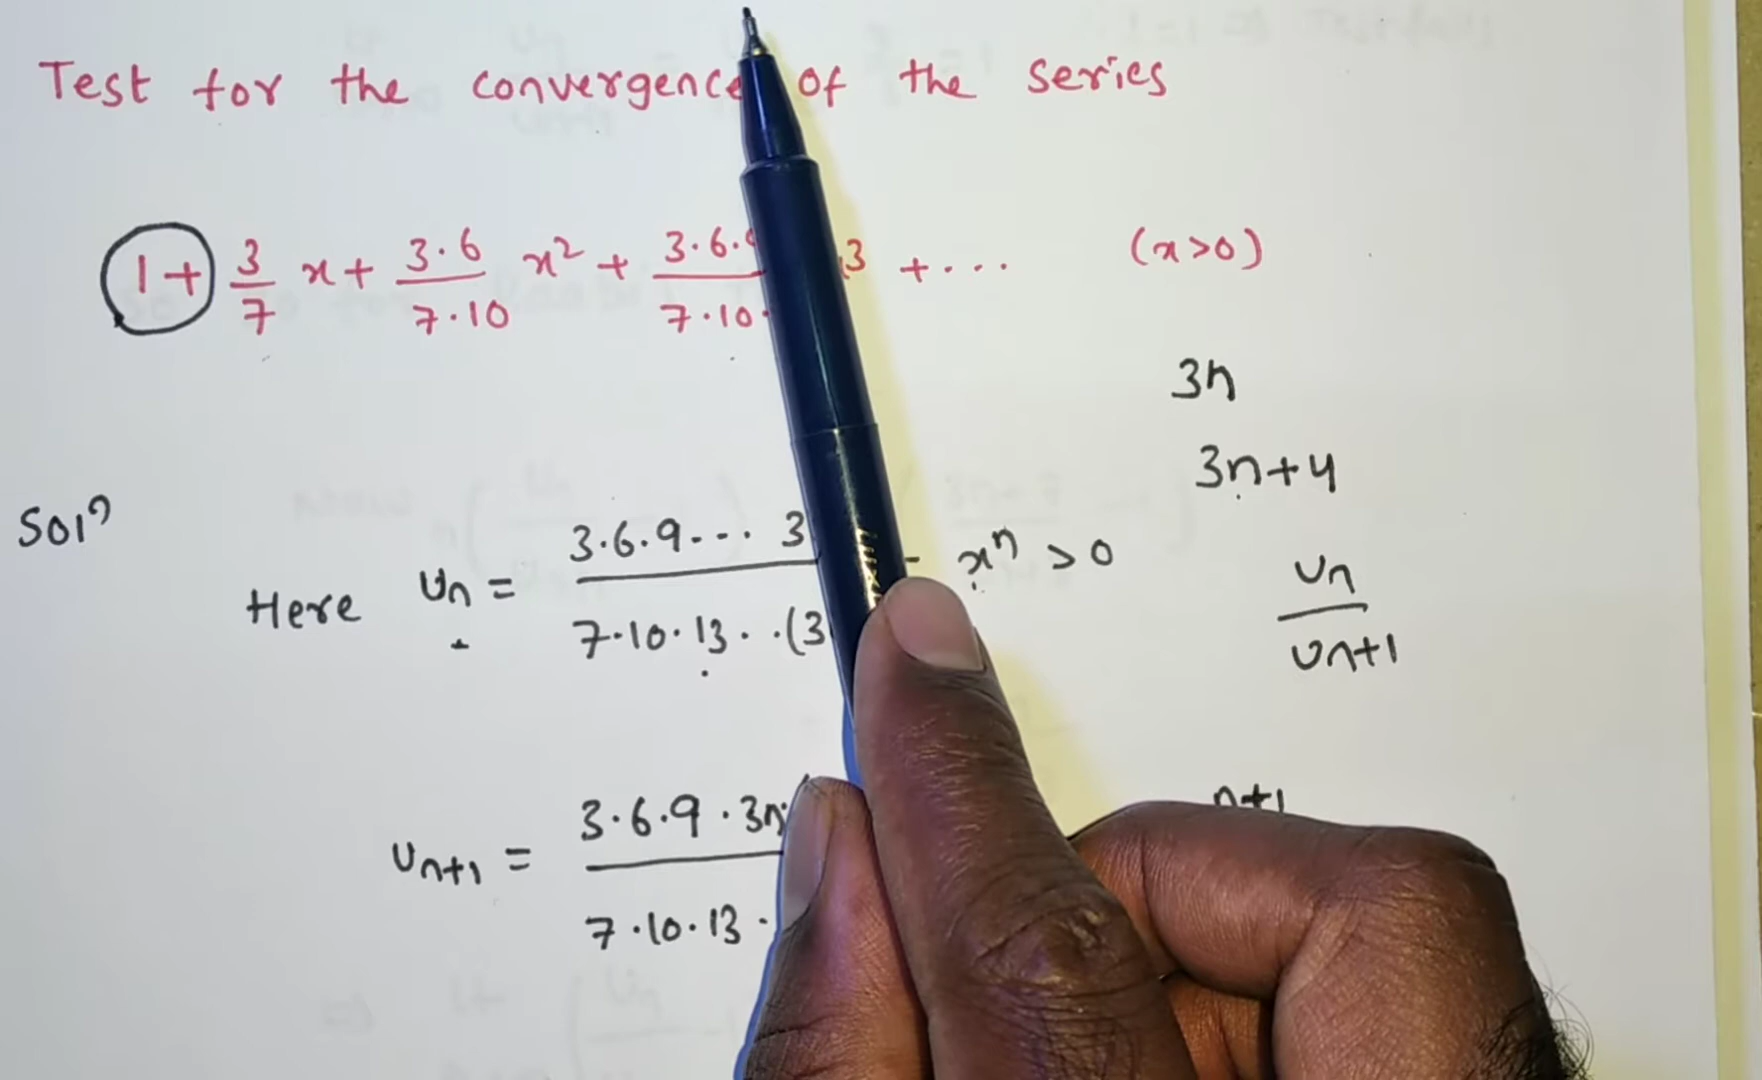 Test for the convergence of the series
1 + 3/7 x + 3·6/7·10 x² + 3·6· /7·10· 3 + ... (x>0)
3n
3n+4
Soln
Here un = 3·6·9--· 3 /7·10·13· ·(3 xn > 0
un/un+1
un+1 = 3·6·9·3n /7·10·13· n+1